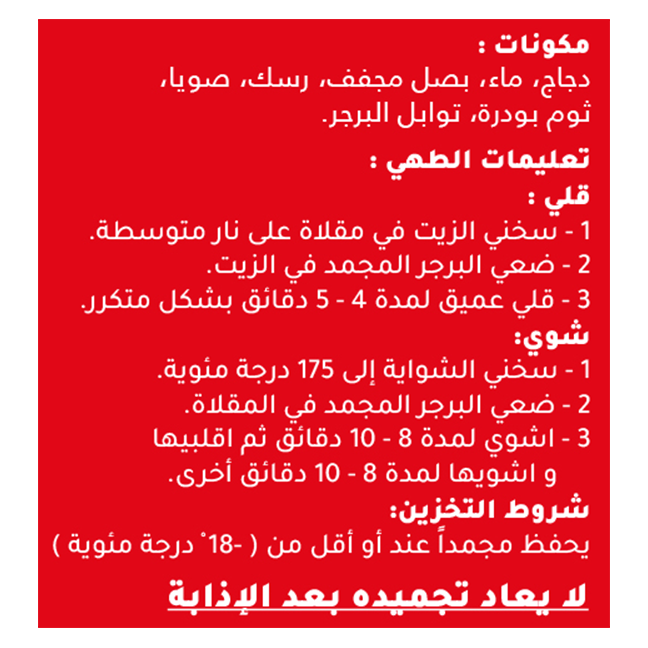 مكونات :
دجاج، ماء، بصل مجفف، رسك، صويا،
ثوم بودرة، توابل البرجر.
تعليمات الطهي :
قلي :
1 - سخني الزيت في مقلاة على نار متوسطة.
2 - ضعي البرجر المجمد في الزيت.
3 - قلي عميق لمدة 4 - 5 دقائق بشكل متكرر.
شوي:
1 - سخني الشواية إلى 175 درجة مئوية.
2 - ضعي البرجر المجمد في المقلاة.
3 - اشوي لمدة 8 - 10 دقائق ثم اقلبيها
و اشويها لمدة 8 - 10 دقائق أخرى.
شروط التخزين:
يحفظ مجمداً عند أو أقل من ( -18˚ درجة مئوية )
لا يعاد تجميده بعد الإذابة